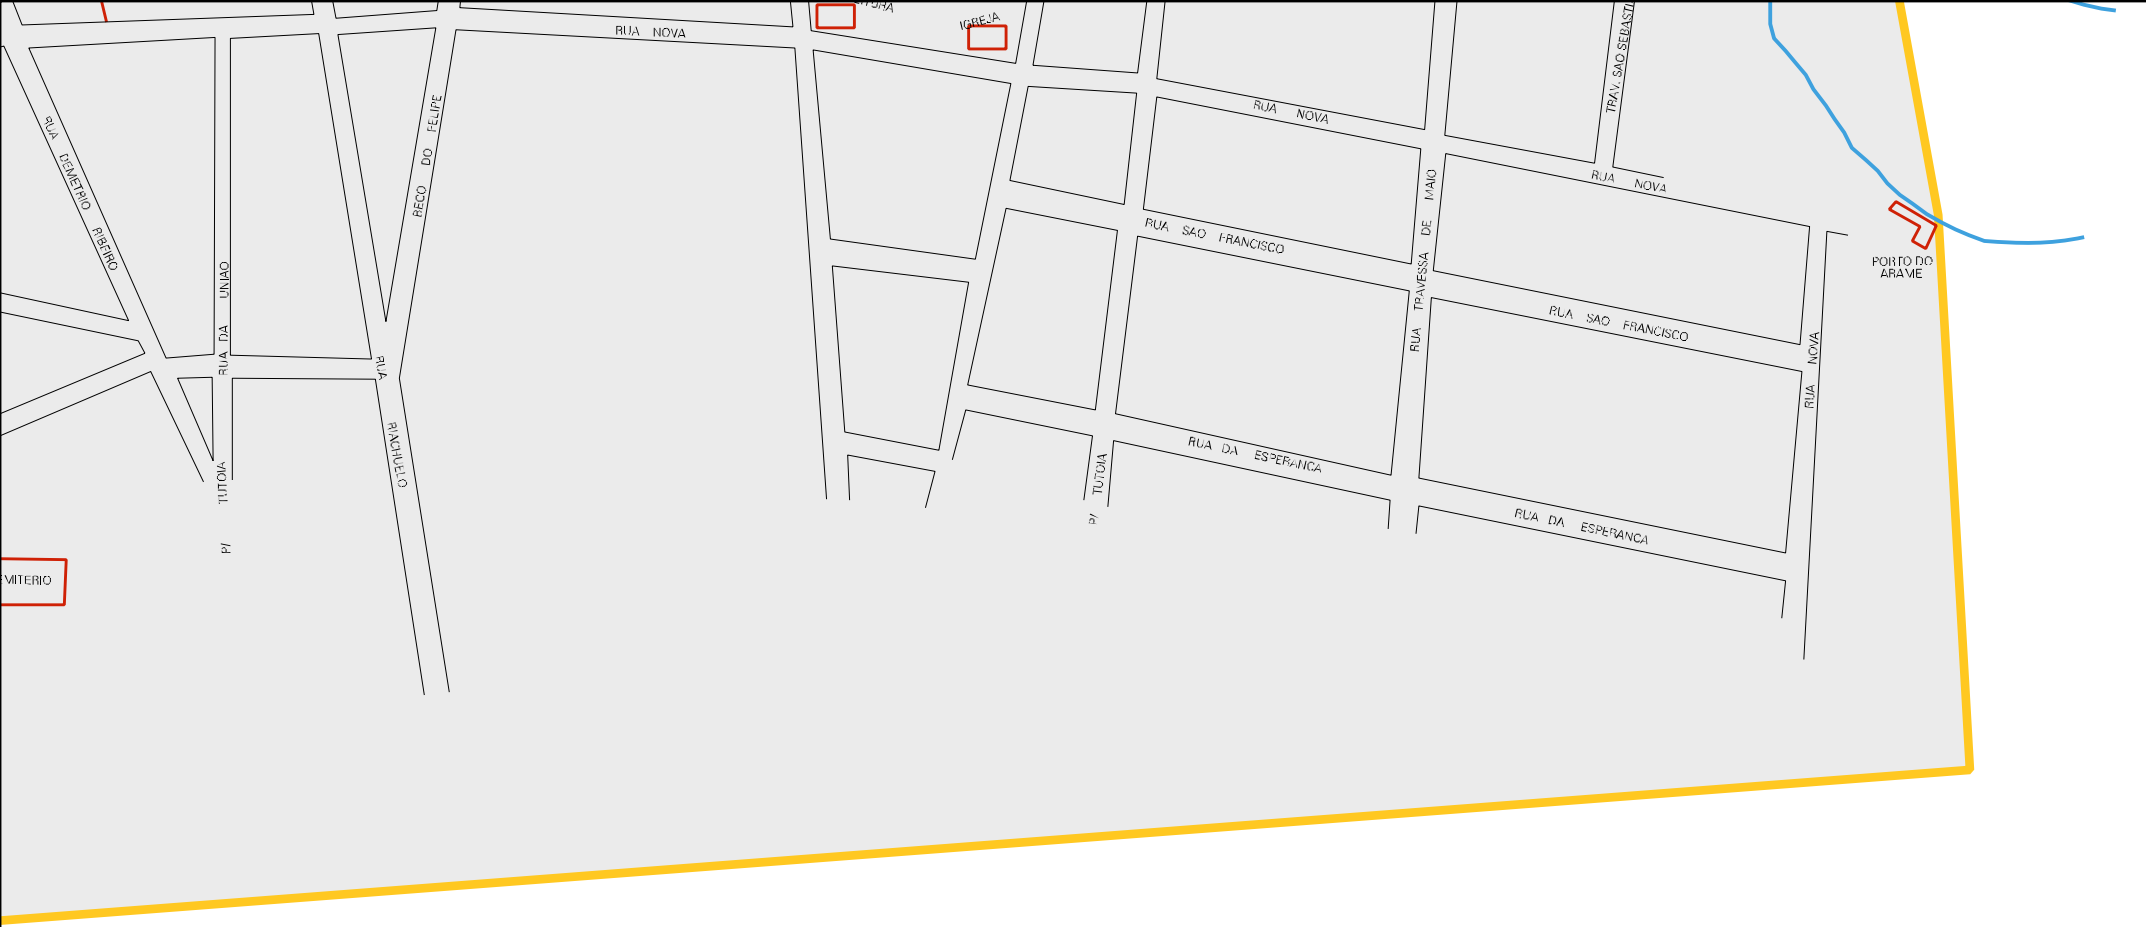 IGREJA
RUA NOVA
RUA NOVA
TRAV. SAO SEBASTI
RUA NOVA
RUA DEMETRIO RIBEIRO
BECO DO FELIPE
RUA DA UNIAO
RUA SAO FRANCISCO
RUA TRAVESSA DE MAIO
PORTO DO
ARAME
RUA SAO FRANCISCO
RUA NOVA
RUA RIACHUELO
RUA DA ESPERANCA
P/ TUTOIA
P/ TUTOIA
RUA DA ESPERANCA
EMITERIO